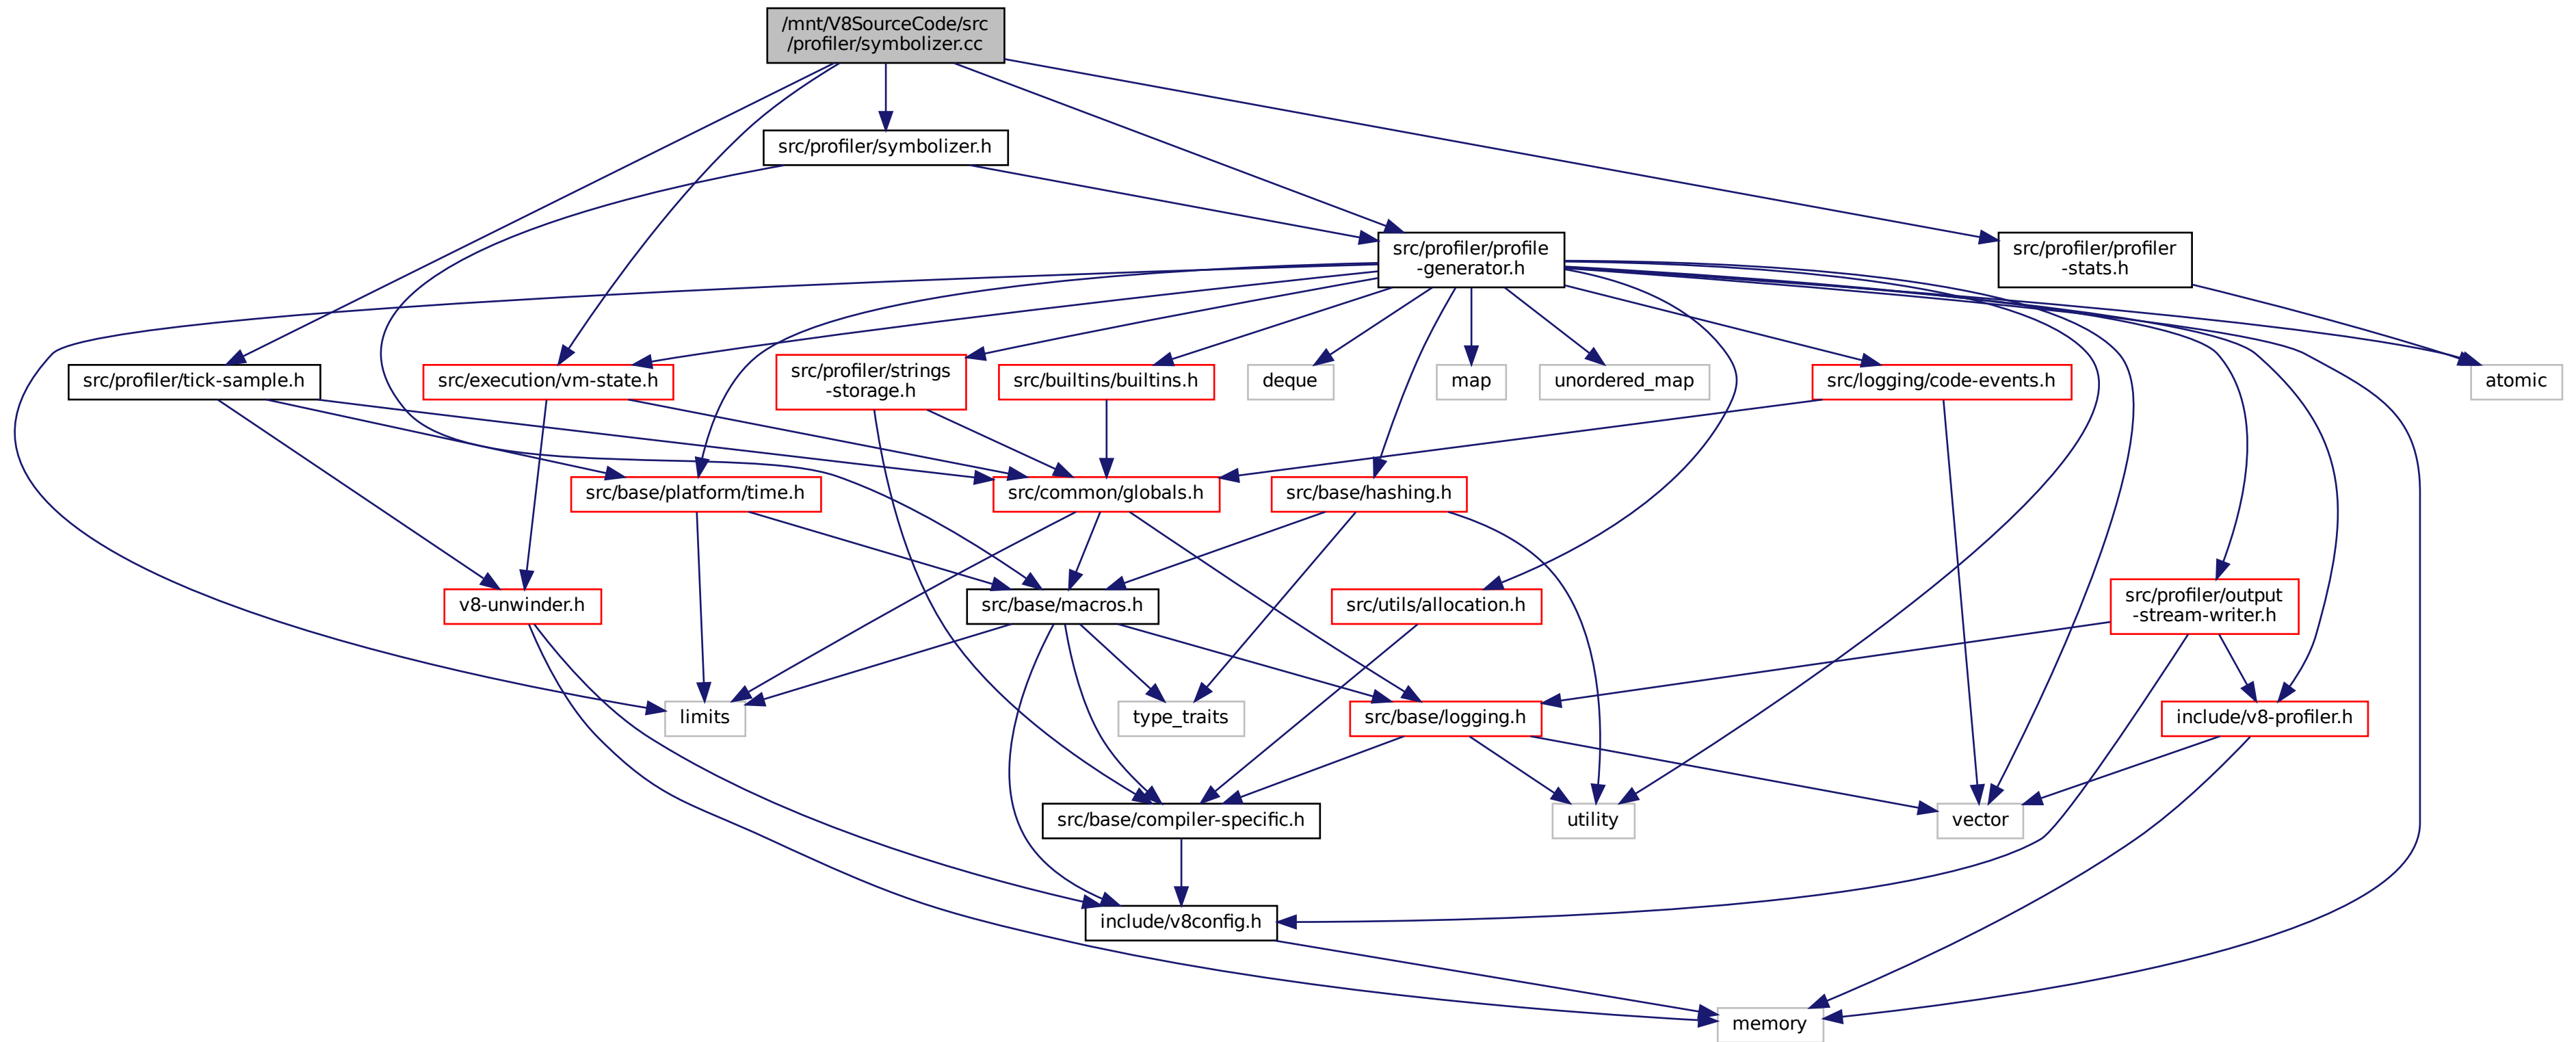 /mnt/V8SourceCode/src
/profiler/symbolizer.cc
src/profiler/symbolizer.h
src/profiler/profile
-generator.h
src/profiler/profiler
-stats.h
src/profiler/tick-sample.h
src/execution/vm-state.h
src/profiler/strings
-storage.h
src/builtins/builtins.h
deque
map
unordered_map
src/logging/code-events.h
atomic
src/base/platform/time.h
src/common/globals.h
src/base/hashing.h
v8-unwinder.h
src/base/macros.h
src/utils/allocation.h
src/profiler/output
-stream-writer.h
limits
type_traits
src/base/logging.h
include/v8-profiler.h
src/base/compiler-specific.h
utility
vector
include/v8config.h
memory